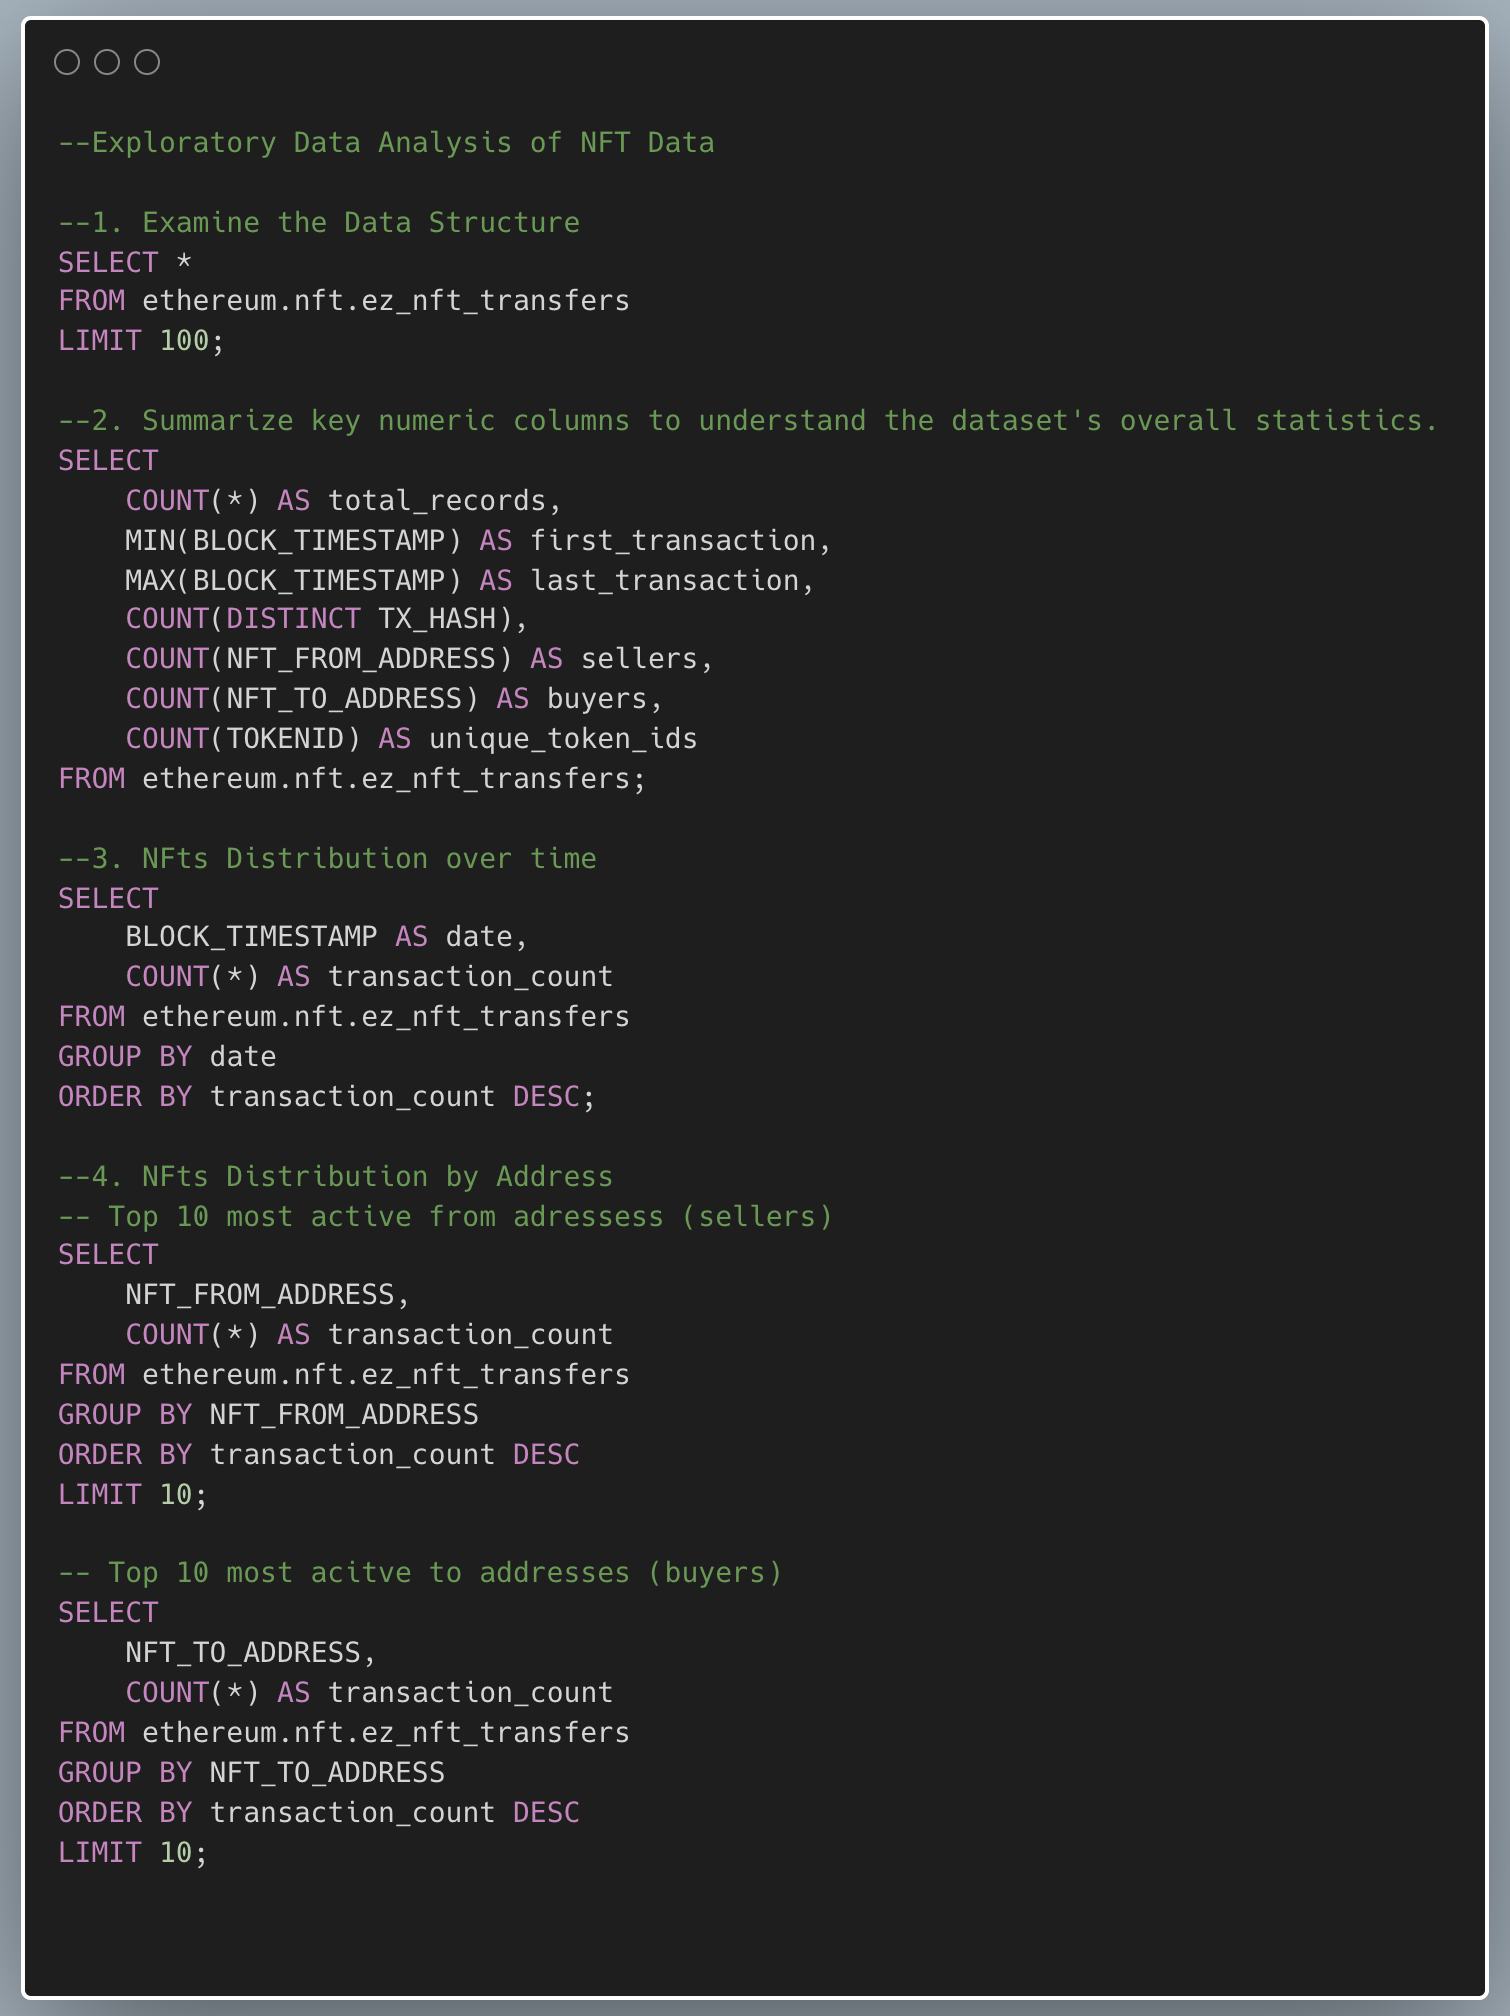 --Exploratory Data Analysis of NFT Data

--1. Examine the Data Structure
SELECT *
FROM ethereum.nft.ez_nft_transfers
LIMIT 100;

--2. Summarize key numeric columns to understand the dataset's overall statistics.
SELECT
    COUNT(*) AS total_records,
    MIN(BLOCK_TIMESTAMP) AS first_transaction,
    MAX(BLOCK_TIMESTAMP) AS last_transaction,
    COUNT(DISTINCT TX_HASH),
    COUNT(NFT_FROM_ADDRESS) AS sellers,
    COUNT(NFT_TO_ADDRESS) AS buyers,
    COUNT(TOKENID) AS unique_token_ids
FROM ethereum.nft.ez_nft_transfers;

--3. NFts Distribution over time
SELECT
    BLOCK_TIMESTAMP AS date,
    COUNT(*) AS transaction_count
FROM ethereum.nft.ez_nft_transfers
GROUP BY date
ORDER BY transaction_count DESC;

--4. NFts Distribution by Address
-- Top 10 most active from adressess (sellers)
SELECT
    NFT_FROM_ADDRESS,
    COUNT(*) AS transaction_count
FROM ethereum.nft.ez_nft_transfers
GROUP BY NFT_FROM_ADDRESS
ORDER BY transaction_count DESC
LIMIT 10;

-- Top 10 most acitve to addresses (buyers)
SELECT
    NFT_TO_ADDRESS,
    COUNT(*) AS transaction_count
FROM ethereum.nft.ez_nft_transfers
GROUP BY NFT_TO_ADDRESS
ORDER BY transaction_count DESC
LIMIT 10;